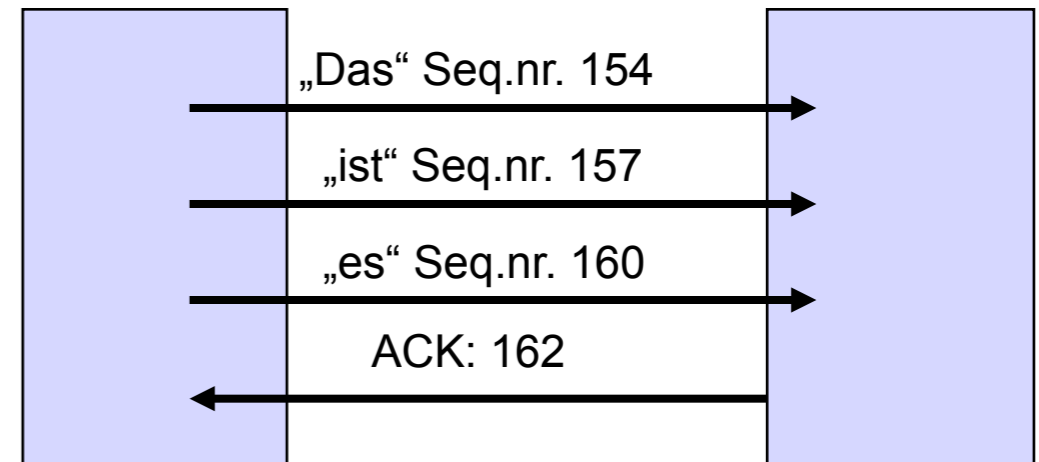 „Das“ Seq.nr. 154
„ist“ Seq.nr. 157
„es“ Seq.nr. 160
ACK: 162